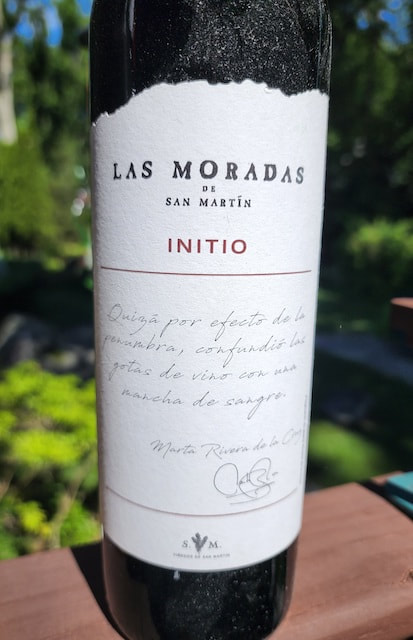 LAS MORADAS
DE
SAN MARTÍN
INITIO
Quizá por efecto de la
penumbra, confundió las
gotas de vino con una
mancha de sangre.
Marta Rivera de la Cruz
S. M.
VIÑEDOS DE SAN MARTÍN